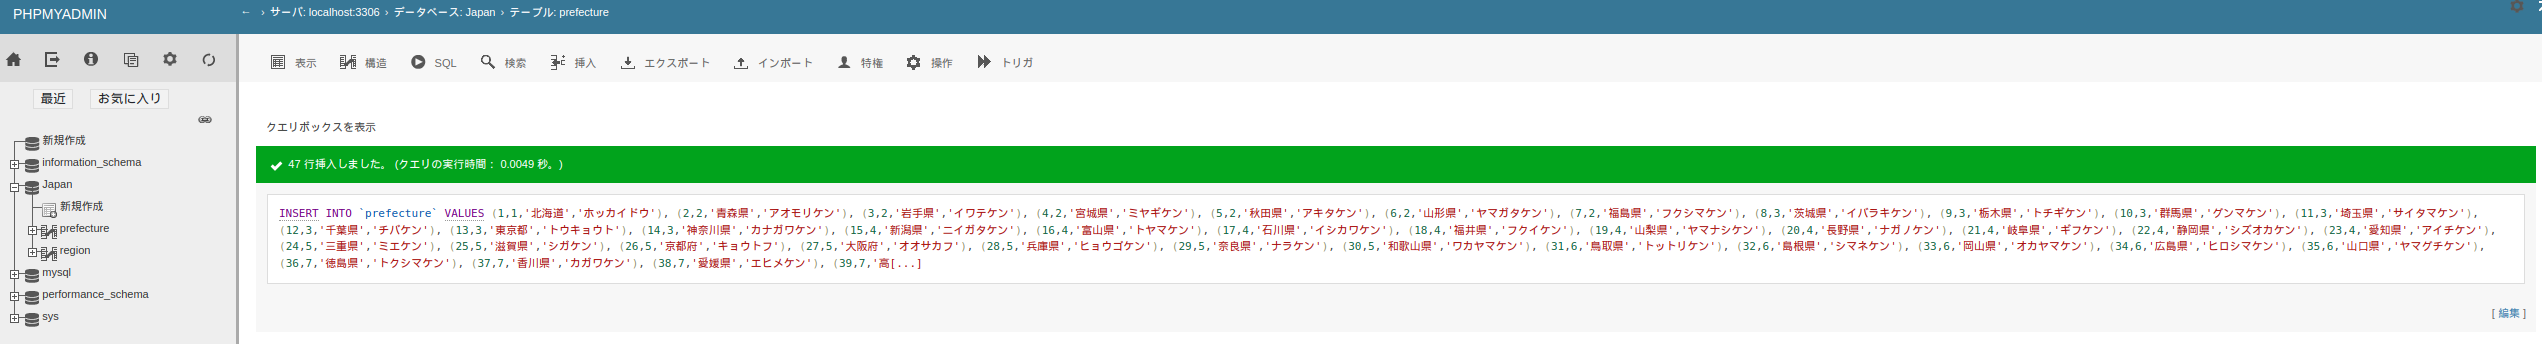 PHPMYADMIN
← › サーバ: localhost:3306 › データベース: Japan › テーブル: prefecture
表示 構造 SQL 検索 挿入 エクスポート インポート 特権 操作 トリガ
最近 お気に入り
新規作成
information_schema
Japan
新規作成
prefecture
region
mysql
performance_schema
sys
クエリボックスを表示
47 行挿入しました。 (クエリの実行時間： 0.0049 秒。)
INSERT INTO `prefecture` VALUES (1,1,'北海道','ホッカイドウ'), (2,2,'青森県','アオモリケン'), (3,2,'岩手県','イワテケン'), (4,2,'宮城県','ミヤギケン'), (5,2,'秋田県','アキタケン'), (6,2,'山形県','ヤマガタケン'), (7,2,'福島県','フクシマケン'), (8,3,'茨城県','イバラキケン'), (9,3,'栃木県','トチギケン'), (10,3,'群馬県','グンマケン'), (11,3,'埼玉県','サイタマケン'),
(12,3,'千葉県','チバケン'), (13,3,'東京都','トウキョウト'), (14,3,'神奈川県','カナガワケン'), (15,4,'新潟県','ニイガタケン'), (16,4,'富山県','トヤマケン'), (17,4,'石川県','イシカワケン'), (18,4,'福井県','フクイケン'), (19,4,'山梨県','ヤマナシケン'), (20,4,'長野県','ナガノケン'), (21,4,'岐阜県','ギフケン'), (22,4,'静岡県','シズオカケン'), (23,4,'愛知県','アイチケン'),
(24,5,'三重県','ミエケン'), (25,5,'滋賀県','シガケン'), (26,5,'京都府','キョウトフ'), (27,5,'大阪府','オオサカフ'), (28,5,'兵庫県','ヒョウゴケン'), (29,5,'奈良県','ナラケン'), (30,5,'和歌山県','ワカヤマケン'), (31,6,'鳥取県','トットリケン'), (32,6,'島根県','シマネケン'), (33,6,'岡山県','オカヤマケン'), (34,6,'広島県','ヒロシマケン'), (35,6,'山口県','ヤマグチケン'),
(36,7,'徳島県','トクシマケン'), (37,7,'香川県','カガワケン'), (38,7,'愛媛県','エヒメケン'), (39,7,'高[...]
[ 編集 ]